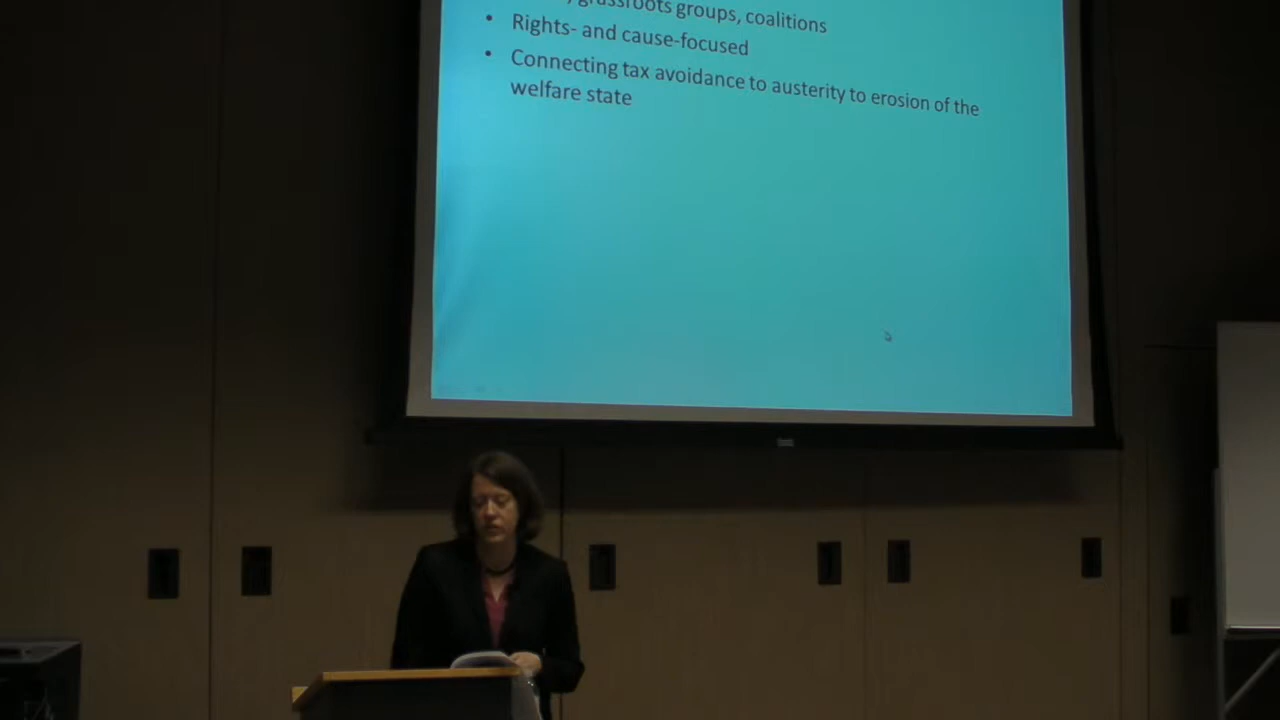 grassroots groups, coalitions
• Rights- and cause-focused
• Connecting tax avoidance to austerity to erosion of the
welfare state